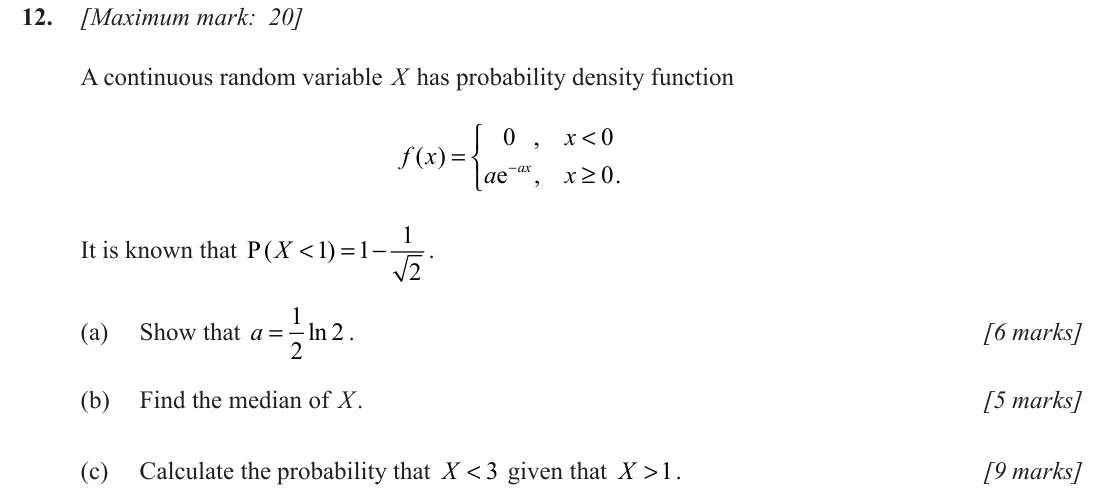 12. [Maximum mark: 20]
A continuous random variable X has probability density function
f(x) = { 0 , x < 0
ae^{-ax}, x ≥ 0.
It is known that P(X < 1) = 1 − 1/√2 .
(a) Show that a = 1/2 ln 2 . [6 marks]
(b) Find the median of X. [5 marks]
(c) Calculate the probability that X < 3 given that X > 1. [9 marks]